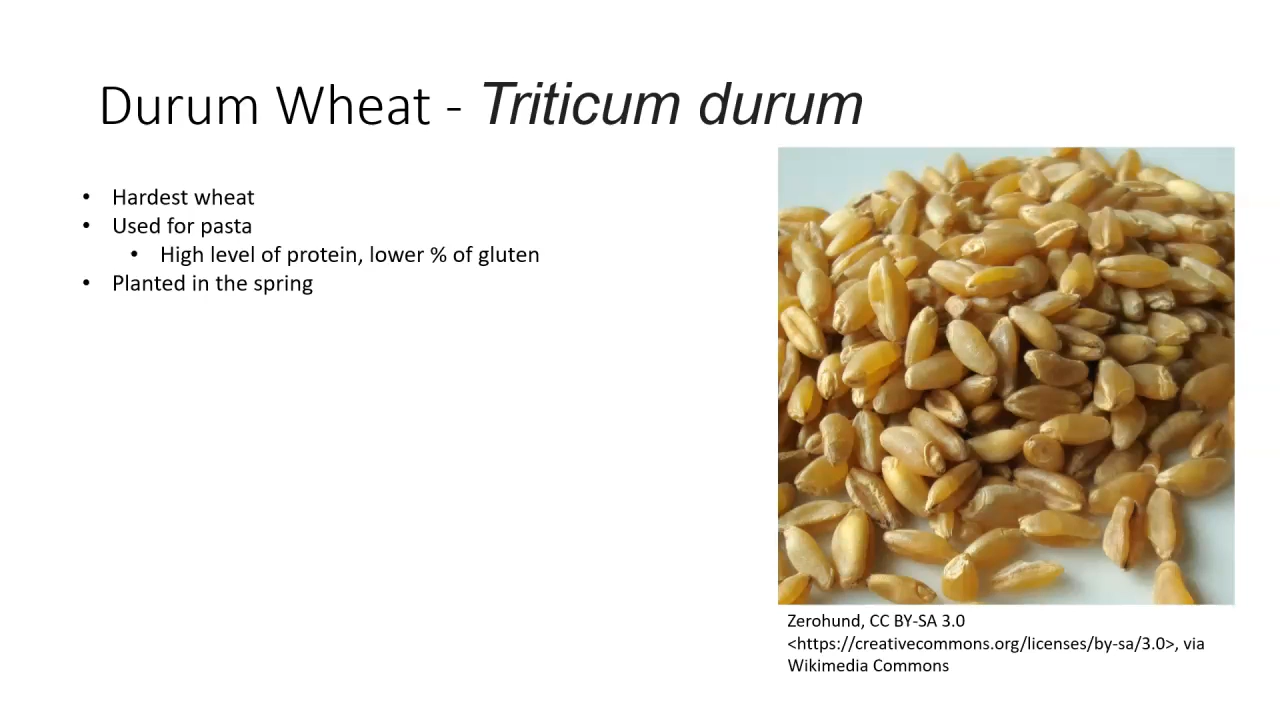 Durum Wheat - Triticum durum
• Hardest wheat
• Used for pasta
• High level of protein, lower % of gluten
• Planted in the spring
Zerohund, CC BY-SA 3.0
<https://creativecommons.org/licenses/by-sa/3.0>, via
Wikimedia Commons